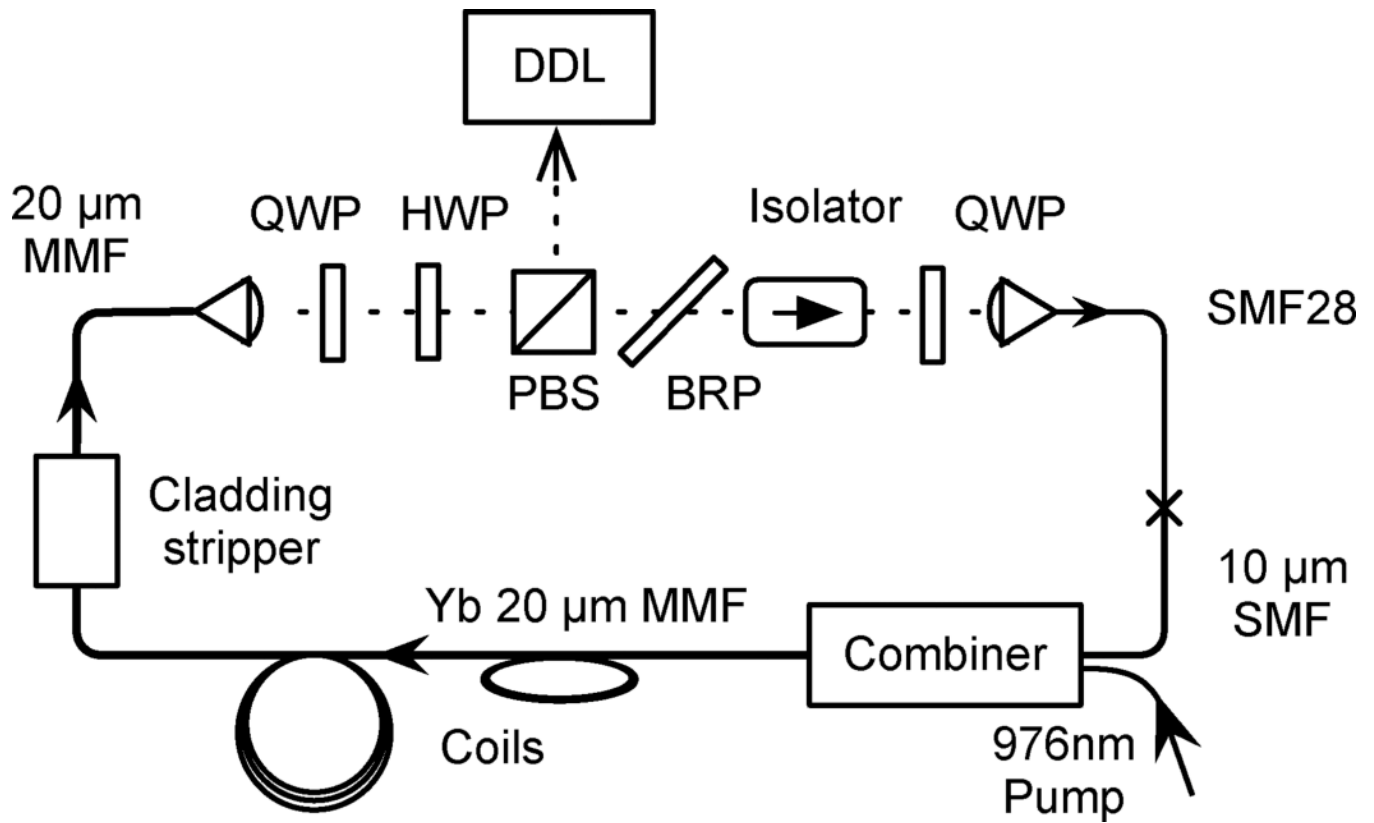 DDL
20 µm
MMF
QWP
HWP
Isolator
QWP
SMF28
PBS
BRP
Cladding
stripper
10 µm
SMF
Yb 20 µm MMF
Combiner
Coils
976nm
Pump